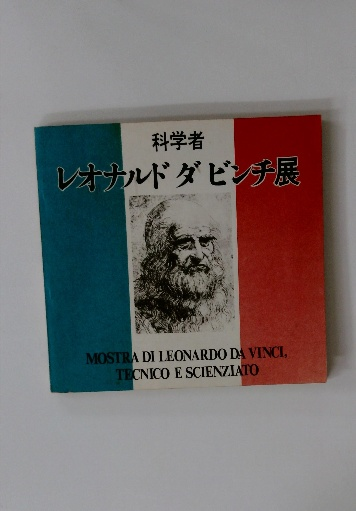 科学者
レオナルド ダ ビンチ展
MOSTRA DI LEONARDO DA VINCI,
TECNICO E SCIENZIATO